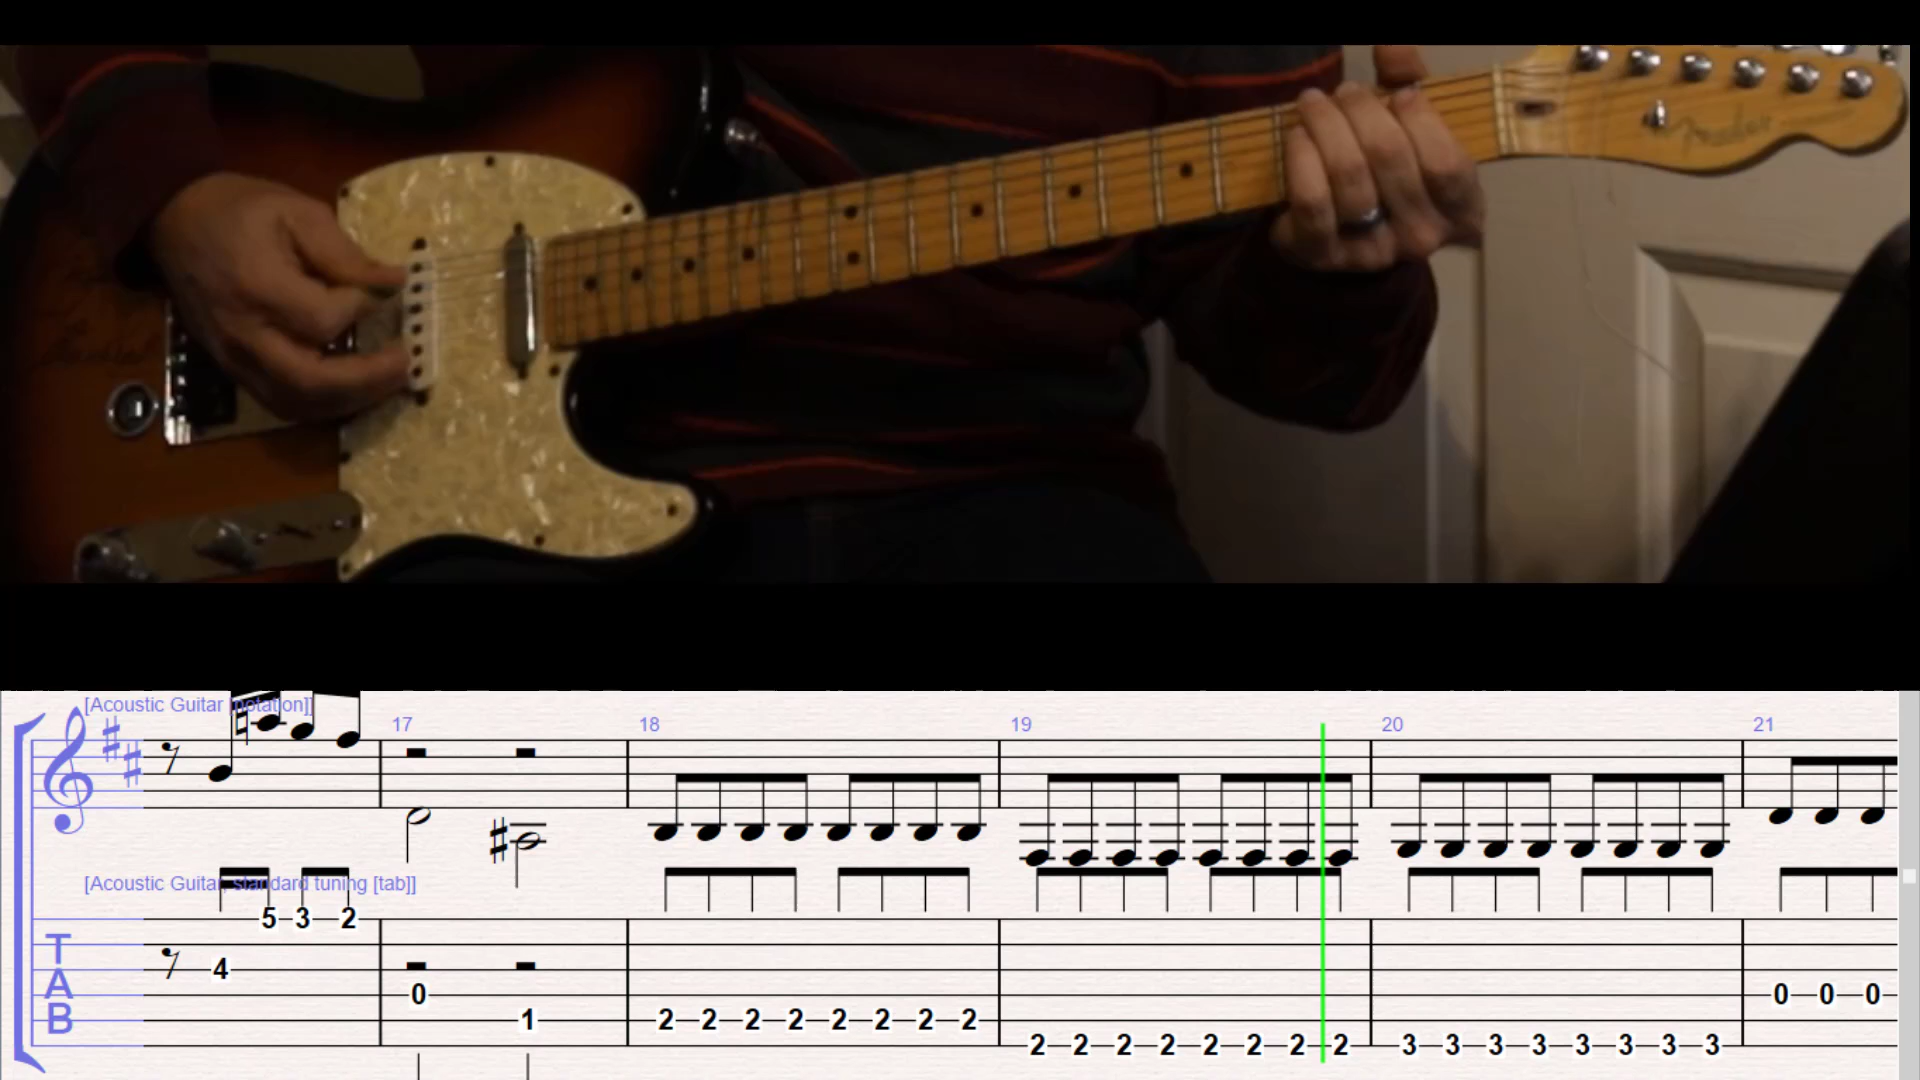 Fender
[Acoustic Guitar [notation]]
17 18 19 20 21
[Acoustic Guitar, standard tuning [tab]]
5 3 2
T
4
A 0 0 0 0
B 1 2 2 2 2 2 2 2 2
2 2 2 2 2 2 2 2 3 3 3 3 3 3 3 3